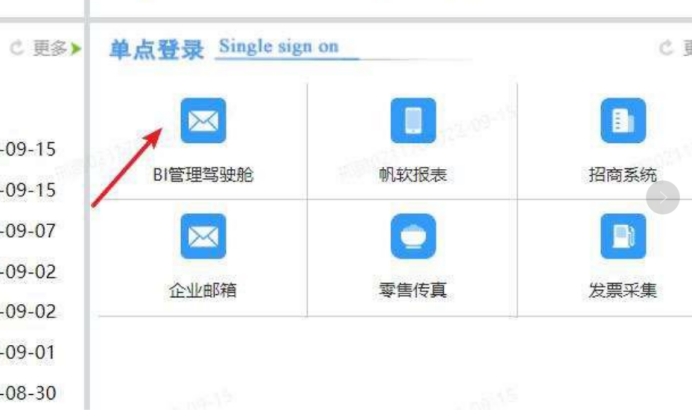 更多
单点登录 Single sign on
BI管理驾驶舱
帆软报表
招商系统
企业邮箱
零售传真
发票采集
-09-15
-09-15
-09-07
-09-02
-09-02
-09-01
-08-30